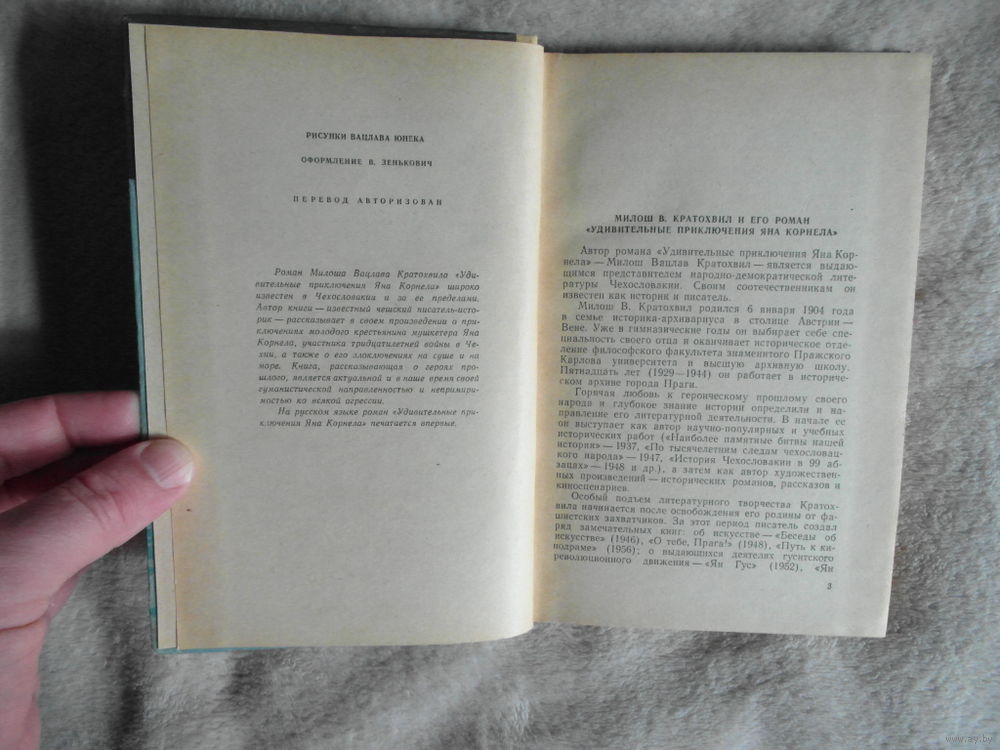 РИСУНКИ ВАЦЛАВА ЮНЕКА
ОФОРМЛЕНИЕ В. ЗЕНЬКОВИЧ
ПЕРЕВОД АВТОРИЗОВАН
Роман Милоша Вацлава Кратохвила «Уди-
вительные приключения Яна Корнела» широко
известен в Чехословакии и за ее пределами.
Автор книги — известный чешский писатель-исто-
рик — рассказывает в своем произведении о при-
ключениях молодого крестьянина мушкетера Яна
Корнела, участника тридцатилетней войны в Че-
хии, а также о его злоключениях на суше и на
море. Книга, рассказывающая о героях про-
шлого, является актуальной и в наше время своей
гуманистической направленностью и непримири-
мостью ко всякой агрессии.
На русском языке роман «Удивительные при-
ключения Яна Корнела» печатается впервые.
МИЛОШ В. КРАТОХВИЛ И ЕГО РОМАН
«УДИВИТЕЛЬНЫЕ ПРИКЛЮЧЕНИЯ ЯНА КОРНЕЛА»
Автор романа «Удивительные приключения Яна Кор-
нела» — Милош Вацлав Кратохвил — является выдаю-
щимся представителем народно-демократической лите-
ратуры Чехословакии. Своим соотечественникам он
известен как историк и писатель.
Милош В. Кратохвил родился 6 января 1904 года
в семье историка-архивариуса в столице Австрии —
Вене. Уже в гимназические годы он выбирает себе спе-
циальность своего отца и оканчивает историческое отде-
ление философского факультета знаменитого Пражского
Карлова университета и высшую архивную школу.
Пятнадцать лет (1929—1944) он работает в историче-
ском архиве города Праги.
Горячая любовь к героическому прошлому своего
народа и глубокое знание истории определили и на-
правление его литературной деятельности. В начале ее
он выступает как автор научно-популярных и учебных
исторических работ («Наиболее памятные битвы нашей
истории» — 1937, «По тысячелетним следам чехословац-
кого народа» — 1947, «История Чехословакии в 99 аб-
зацах» — 1948 и др.), а затем как автор художествен-
ных произведений — исторических романов, рассказов и
киносценариев.
Особый подъем литературного творчества Кратох-
вила начинается после освобождения его родины от фа-
шистских захватчиков. За этот период писатель создал
ряд замечательных книг: об искусстве — «Беседы об
искусстве» (1946), «О тебе, Прага!» (1948), «Путь к ки-
нодраме» (1956); о выдающихся деятелях гуситского
революционного движения — «Ян Гус» (1952), «Ян
3
www.ay.by